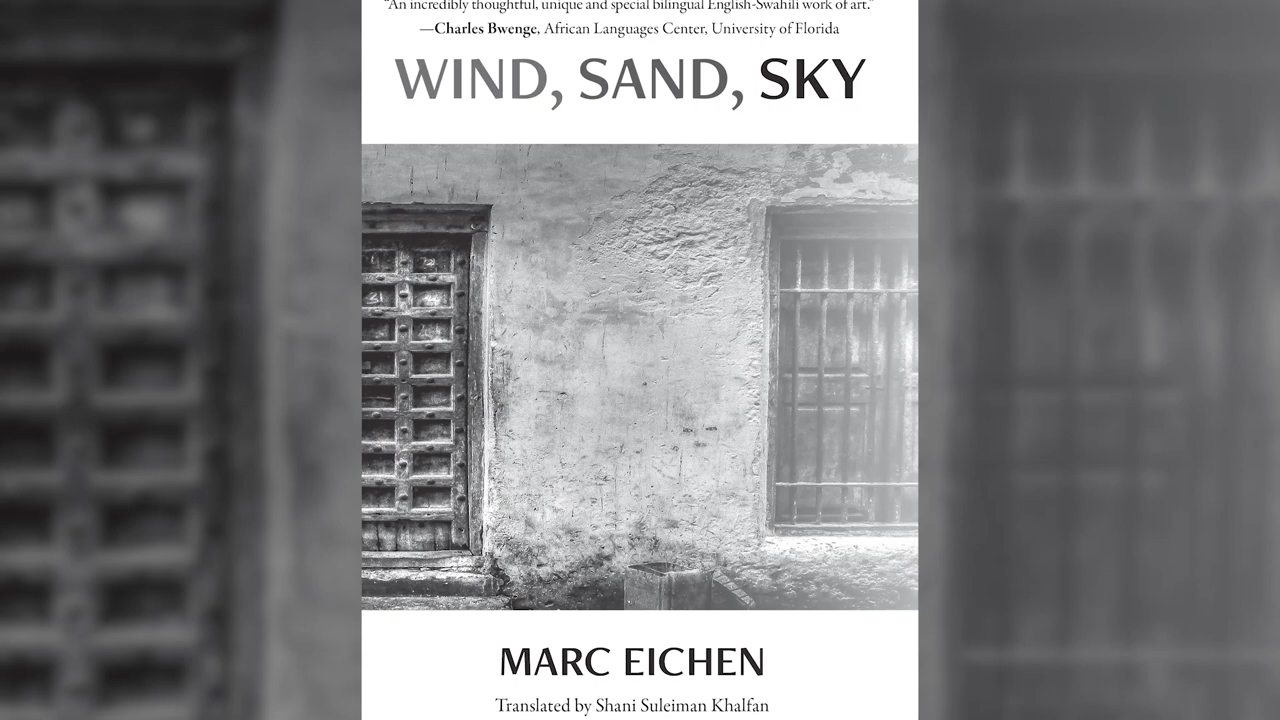 “An incredibly thoughtful, unique and special bilingual English-Swahili work of art.”
—Charles Bwenge, African Languages Center, University of Florida
WIND, SAND, SKY
MARC EICHEN
Translated by Shani Suleiman Khalfan